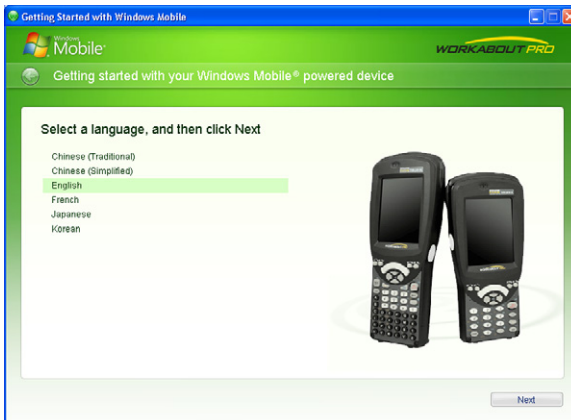 Getting Started with Windows Mobile
Windows
Mobile®
WORKABOUT PRO
Getting started with your Windows Mobile® powered device
Select a language, and then click Next
Chinese (Traditional)
Chinese (Simplified)
English
French
Japanese
Korean
Next